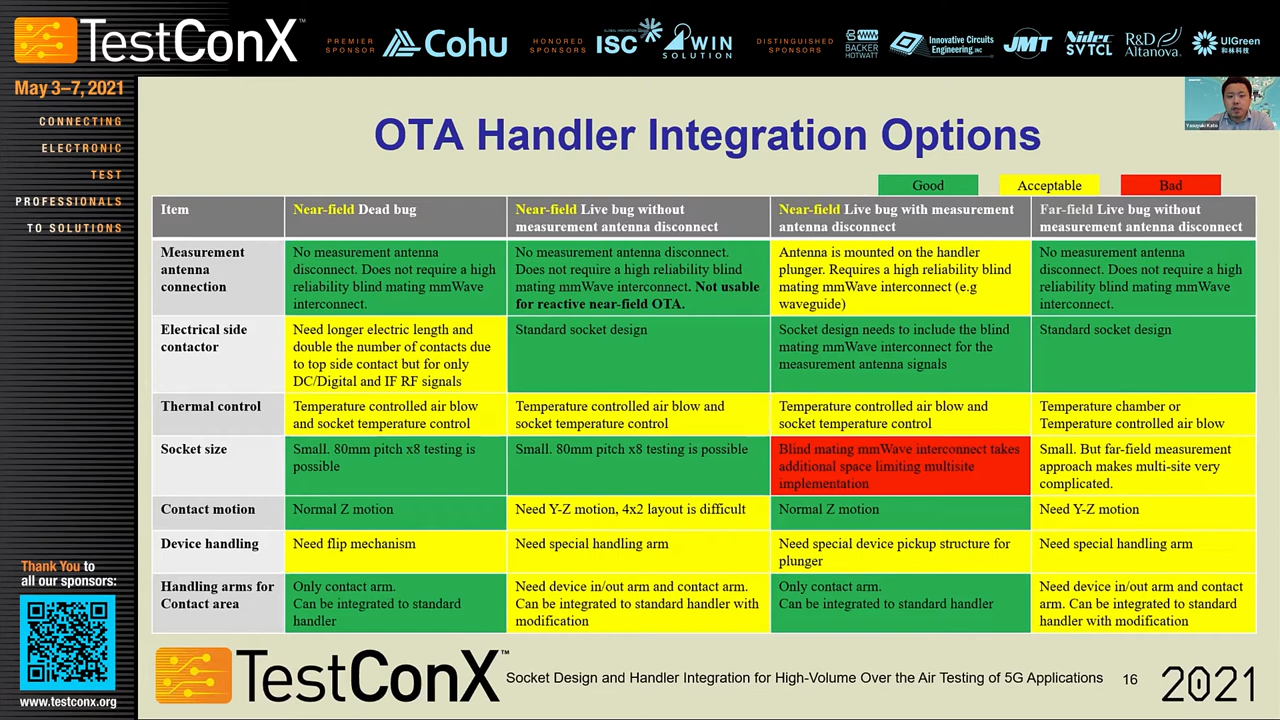 TestConX™
PREMIER SPONSOR
Cohu
HONORED SPONSORS
ISC
WIN SOLUTION
DISTINGUISHED SPONSORS
BACKER HOTWATT
Innovative Circuits Engineering, INC
JMT
Nidec SV TCL
R&D Altanova
UIGreen
May 3–7, 2021
CONNECTING
ELECTRONIC
TEST
PROFESSIONALS
TO SOLUTIONS
Yasuyuki Kato
OTA Handler Integration Options
Good
Acceptable
Bad
Item
Near-field Dead bug
Near-field Live bug without
measurement antenna disconnect
Near-field Live bug with measurement
antenna disconnect
Far-field Live bug without
measurement antenna disconnect
Measurement
antenna
connection
No measurement antenna
disconnect. Does not require a high
reliability blind mating mmWave
interconnect.
No measurement antenna disconnect.
Does not require a high reliability blind
mating mmWave interconnect. Not usable
for reactive near-field OTA.
Antenna is mounted on the handler
plunger. Requires a high reliability blind
mating mmWave interconnect (e.g
waveguide)
No measurement antenna
disconnect. Does not require a high
reliability blind mating mmWave
interconnect.
Electrical side
contactor
Need longer electric length and
double the number of contacts due
to top side contact but for only
DC/Digital and IF RF signals
Standard socket design
Socket design needs to include the blind
mating mmWave interconnect for the
measurement antenna signals
Standard socket design
Thermal control
Temperature controlled air blow
and socket temperature control
Temperature controlled air blow and
socket temperature control
Temperature controlled air blow and
socket temperature control
Temperature chamber or
Temperature controlled air blow
Socket size
Small. 80mm pitch x8 testing is
possible
Small. 80mm pitch x8 testing is possible
Blind mating mmWave interconnect takes
additional space limiting multisite
implementation
Small. But far-field measurement
approach makes multi-site very
complicated.
Contact motion
Normal Z motion
Need Y-Z motion, 4x2 layout is difficult
Normal Z motion
Need Y-Z motion
Device handling
Need flip mechanism
Need special handling arm
Need special device pickup structure for
plunger
Need special handling arm
Handling arms for
Contact area
Only contact arm.
Can be integrated to standard
handler
Need device in/out arm and contact arm.
Can be integrated to standard handler with
modification
Only contact arm.
Can be integrated to standard handler
Need device in/out arm and contact
arm. Can be integrated to standard
handler with modification
Thank You to
all our sponsors:
www.testconx.org
TestConX™
Socket Design and Handler Integration for High-Volume Over the Air Testing of 5G Applications
16
2021